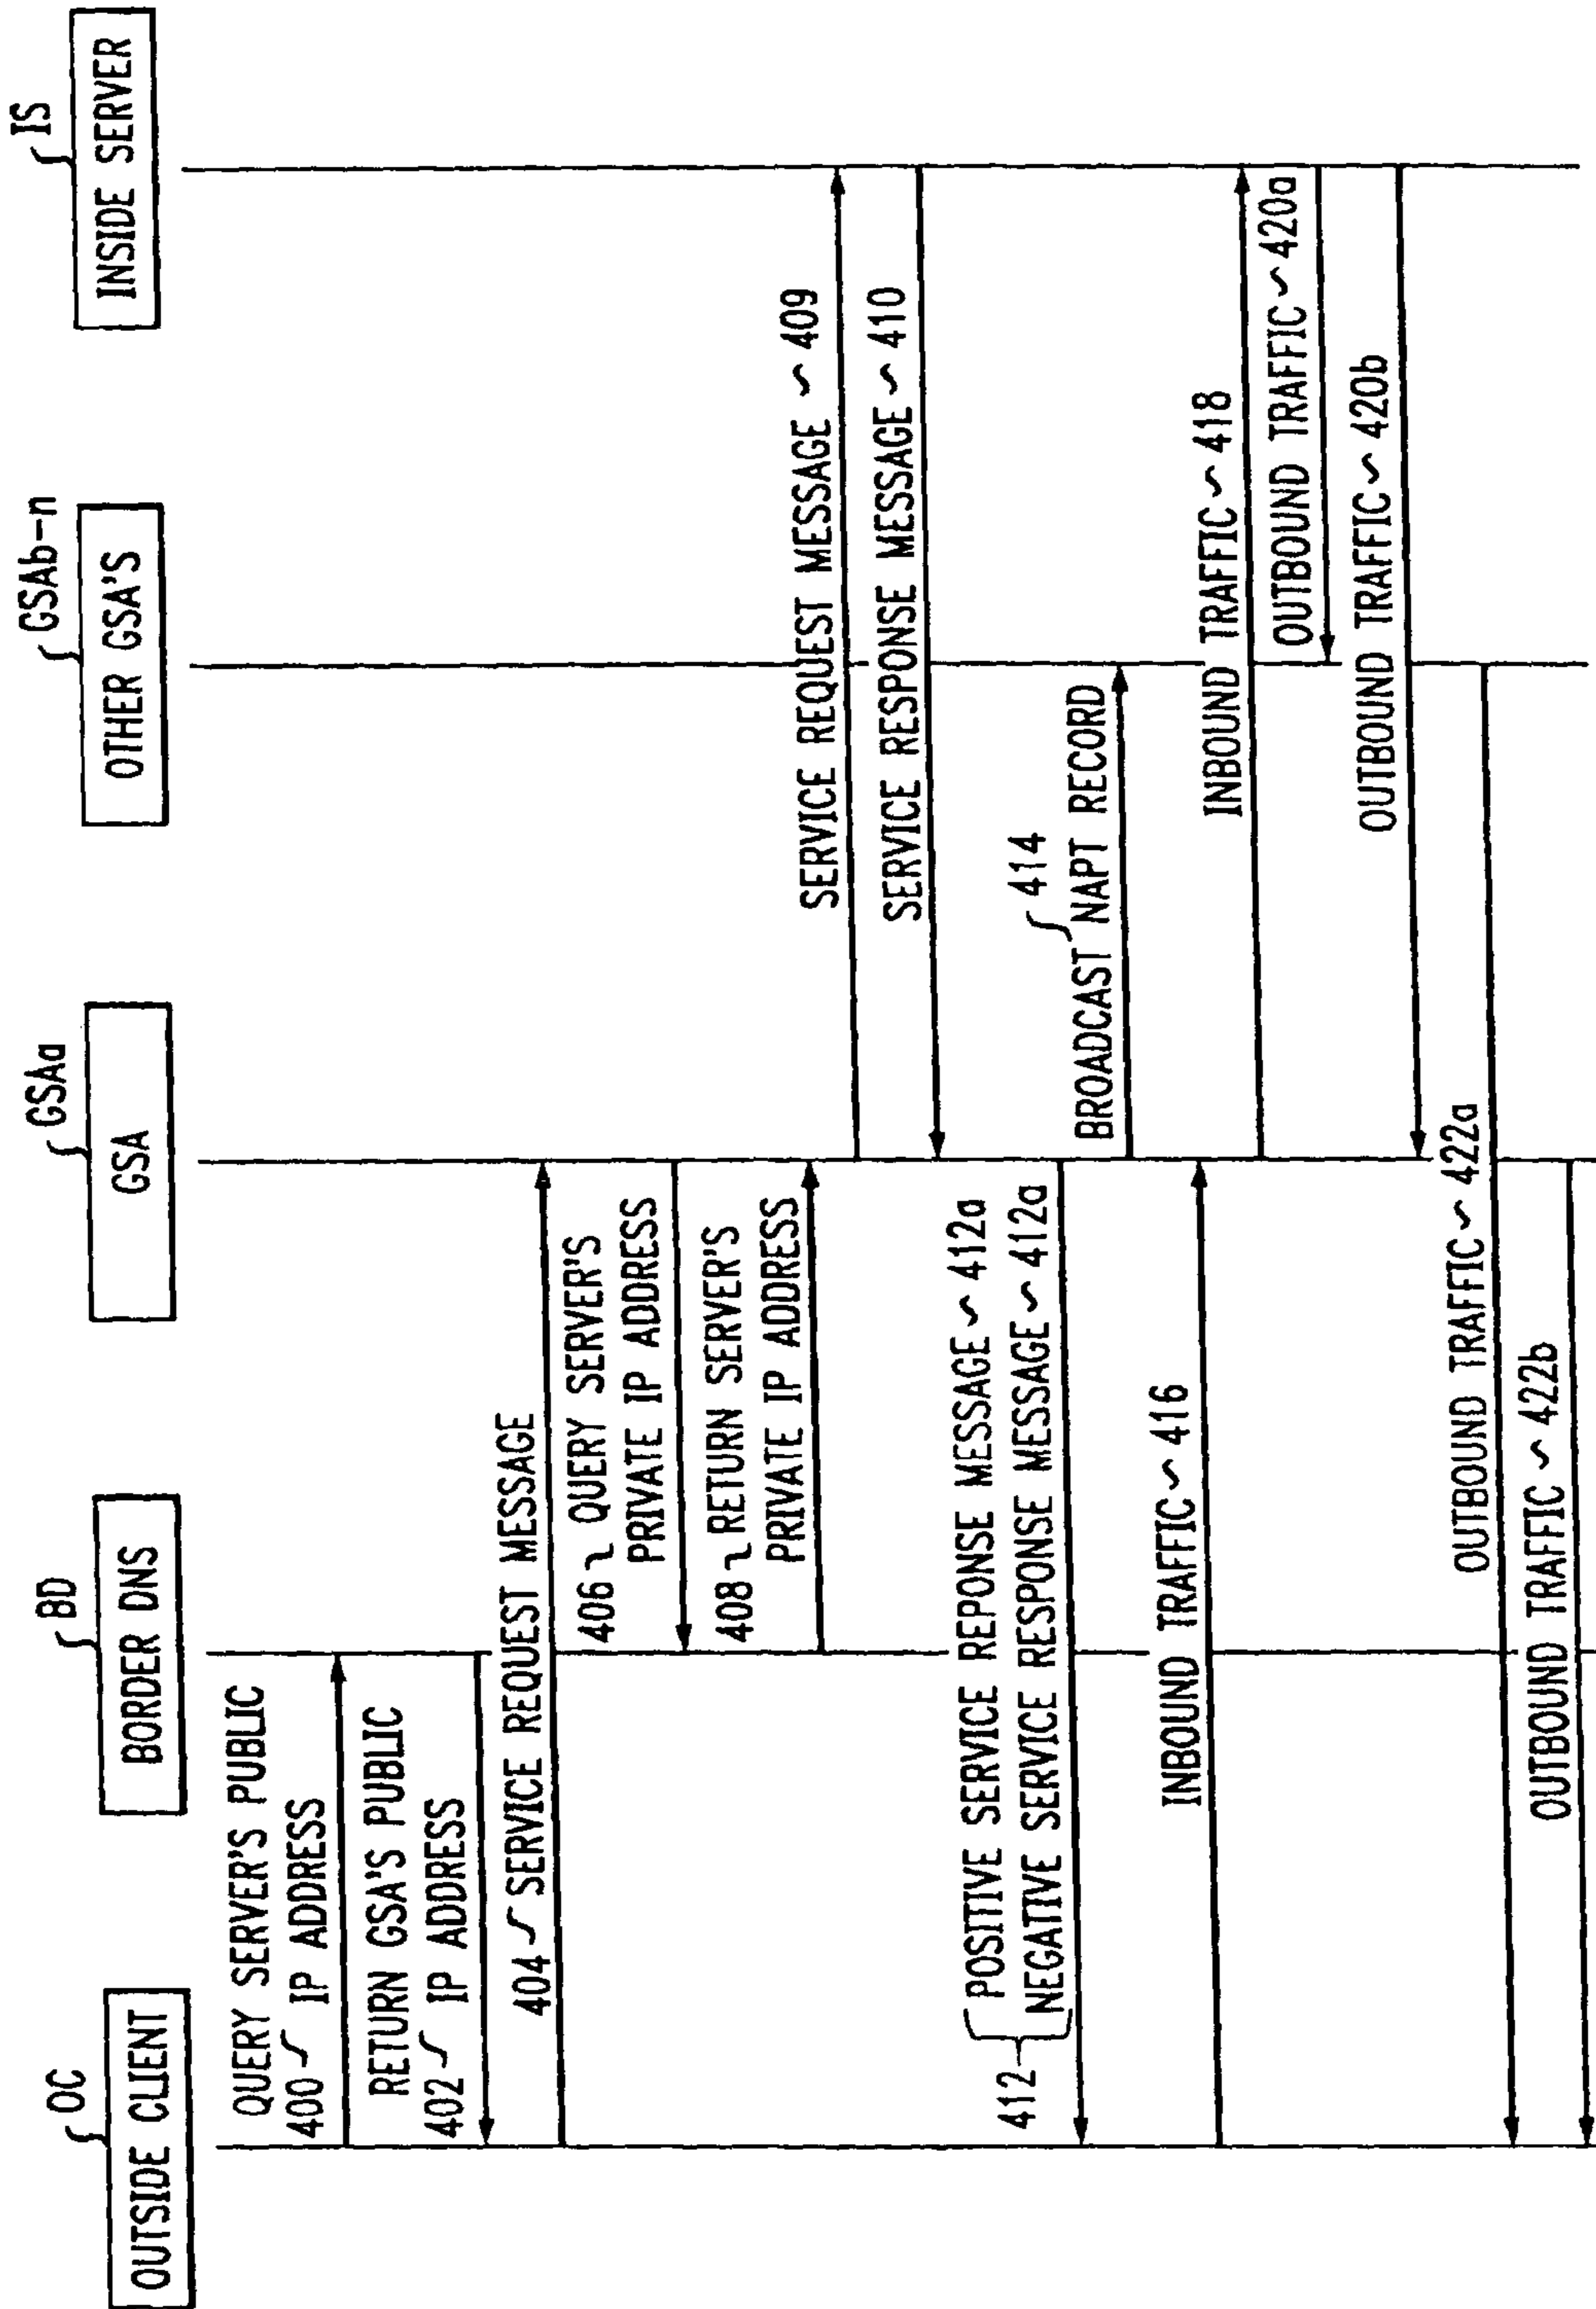 OC
OUTSIDE CLIENT
BD
BORDER DNS
GSAa
GSA
GSAb-n
OTHER GSA'S
IS
INSIDE SERVER
QUERY SERVER'S PUBLIC
400 IP ADDRESS
RETURN GSA'S PUBLIC
402 IP ADDRESS
404 SERVICE REQUEST MESSAGE
406 QUERY SERVER'S
PRIVATE IP ADDRESS
408 RETURN SERVER'S
PRIVATE IP ADDRESS
SERVICE REQUEST MESSAGE ~ 409
SERVICE RESPONSE MESSAGE ~ 410
412
POSITIVE SERVICE REPONSE MESSAGE ~ 412a
NEGATIVE SERVICE RESPONSE MESSAGE ~ 412a
414
BROADCAST NAPT RECORD
INBOUND TRAFFIC ~ 416
INBOUND TRAFFIC ~ 418
OUTBOUND TRAFFIC ~ 420a
OUTBOUND TRAFFIC ~ 420b
OUTBOUND TRAFFIC ~ 422a
OUTBOUND TRAFFIC ~ 422b